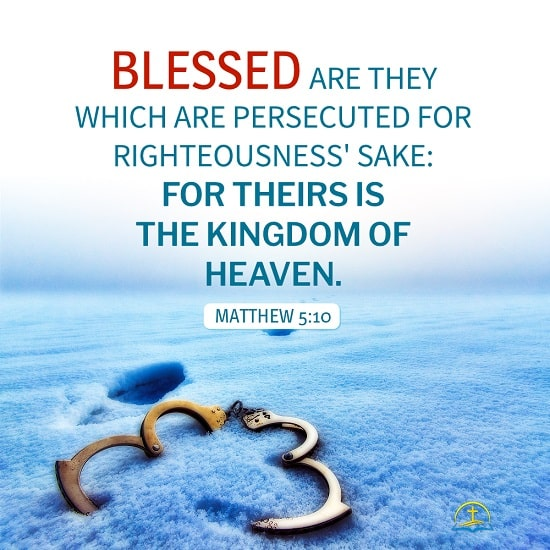 BLESSED ARE THEY
WHICH ARE PERSECUTED FOR
RIGHTEOUSNESS' SAKE:
FOR THEIRS IS
THE KINGDOM OF
HEAVEN.
MATTHEW 5:10